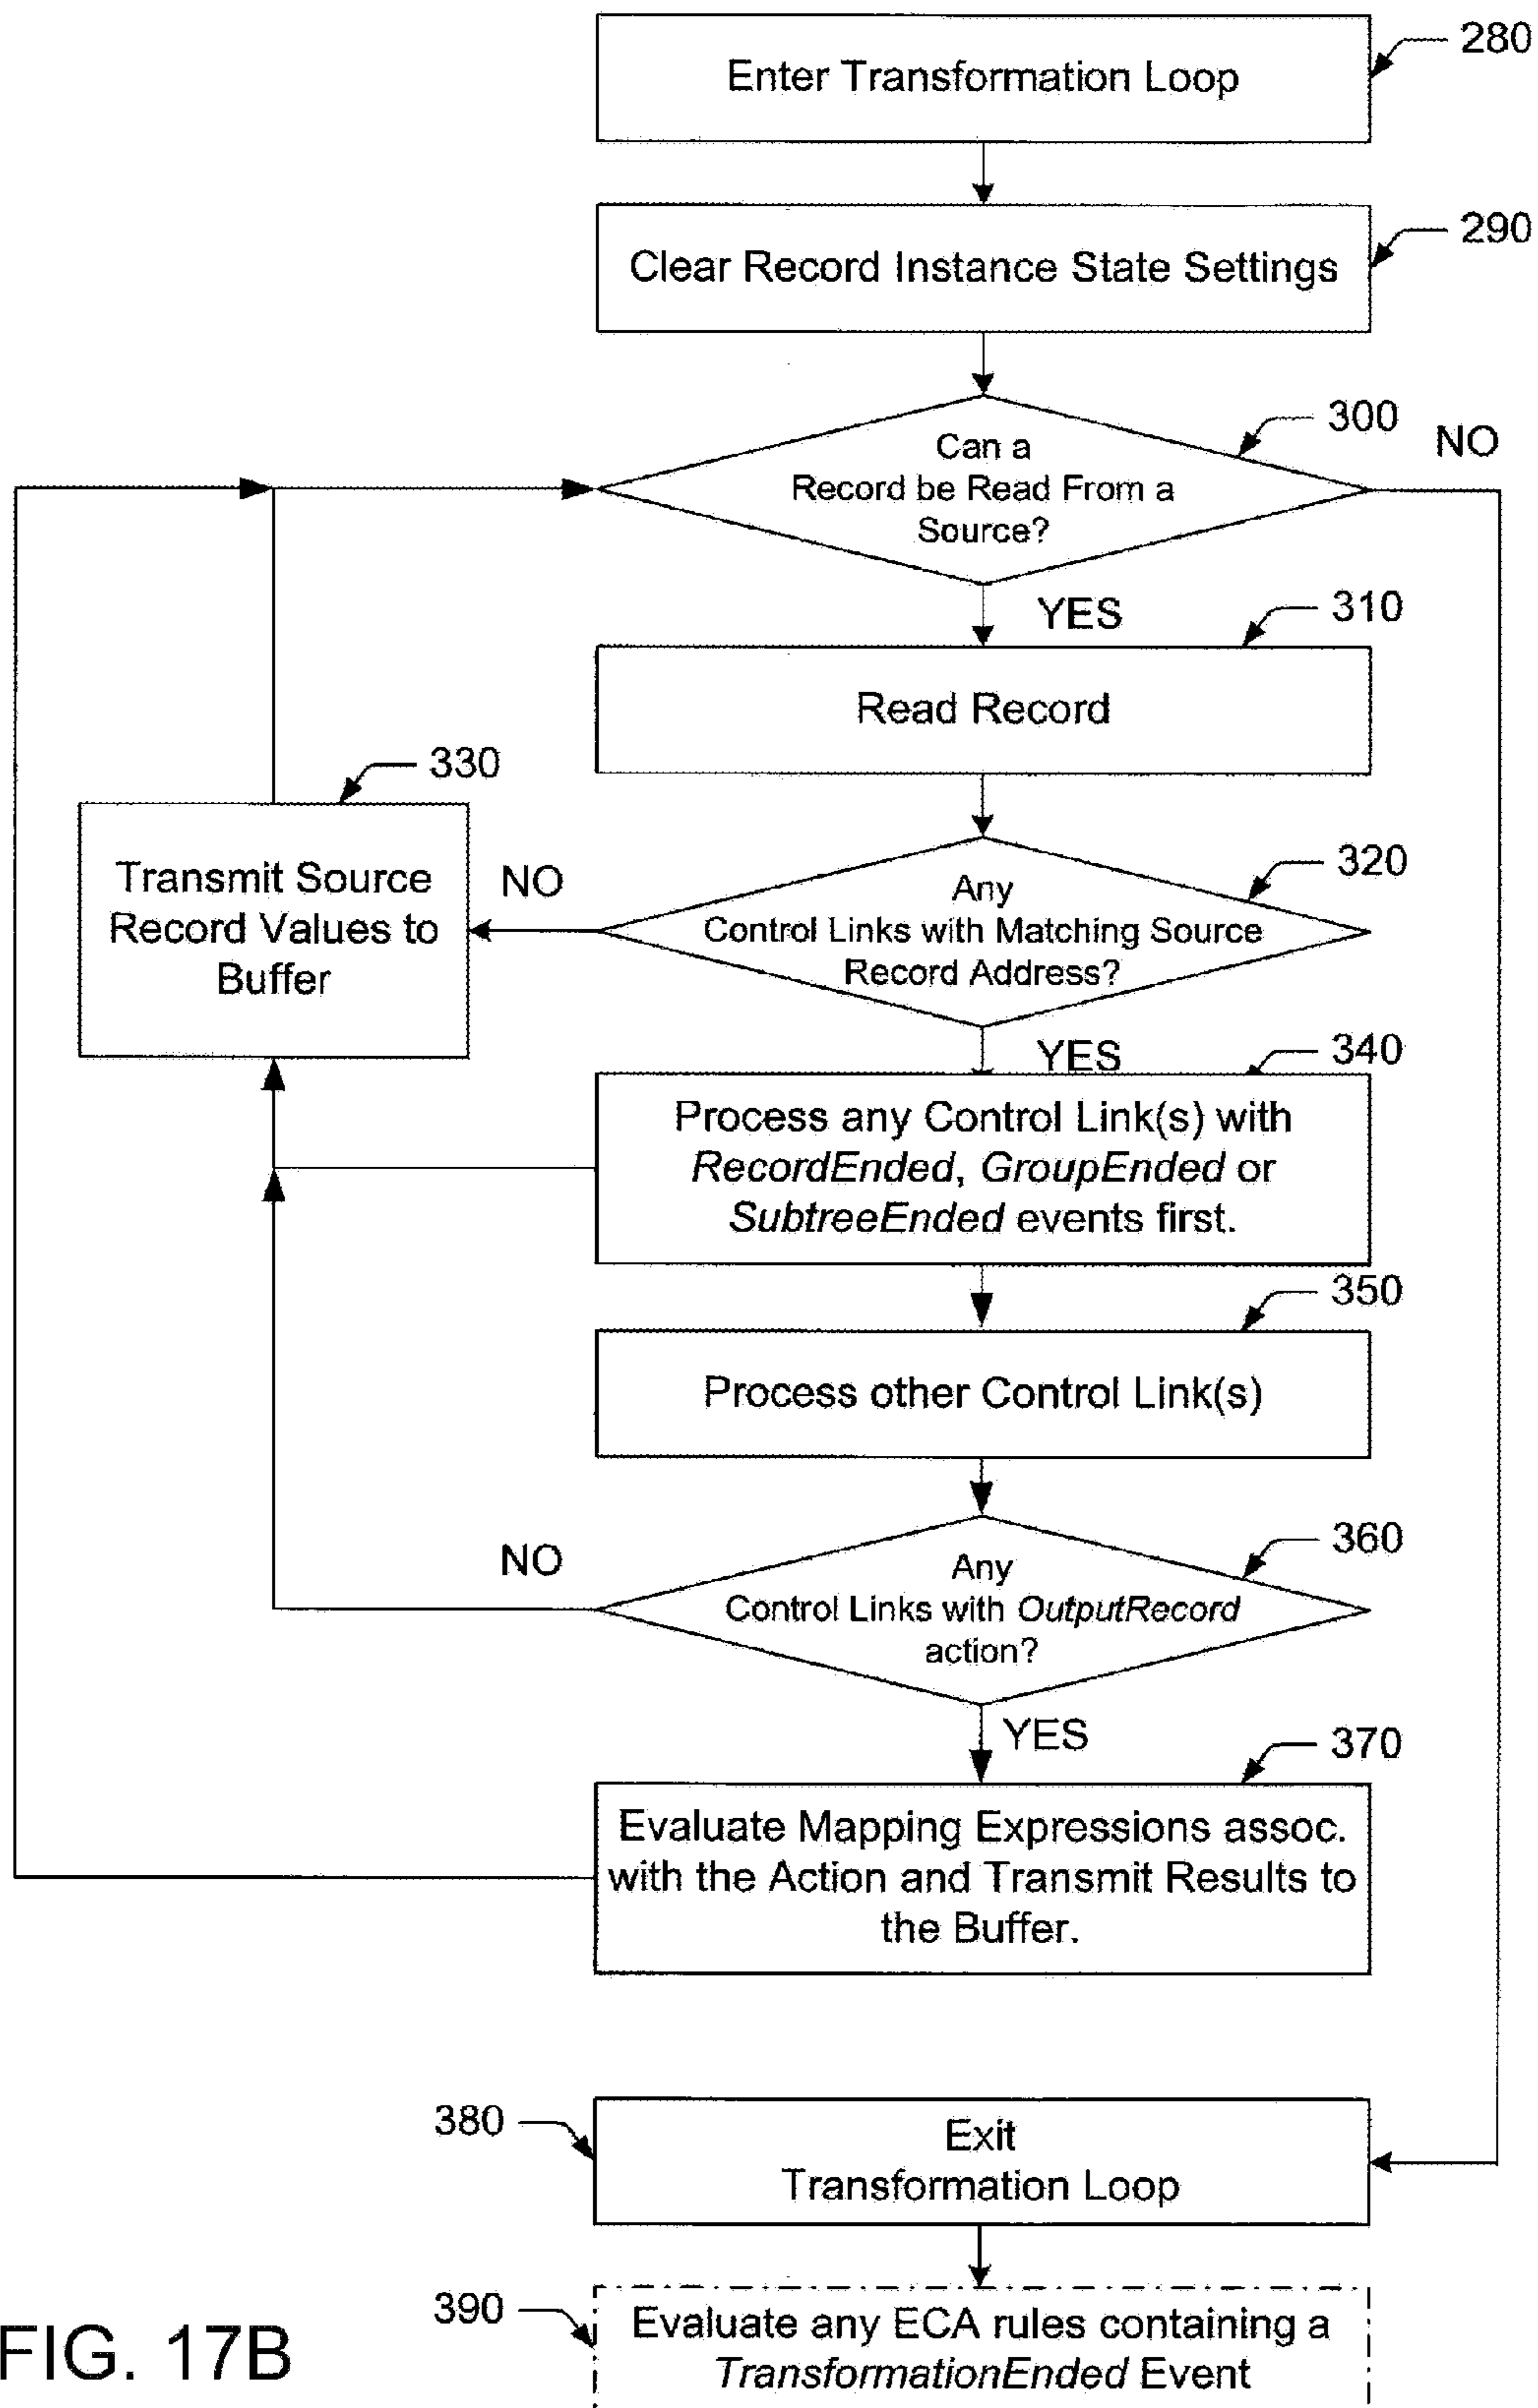 Enter Transformation Loop
280
Clear Record Instance State Settings
290
Can a
Record be Read From a
Source?
300
NO
YES
310
Read Record
330
Transmit Source
Record Values to
Buffer
NO
Any
Control Links with Matching Source
Record Address?
320
YES
340
Process any Control Link(s) with
RecordEnded, GroupEnded or
SubtreeEnded events first.
350
Process other Control Link(s)
NO
Any
Control Links with OutputRecord
action?
360
YES
370
Evaluate Mapping Expressions assoc.
with the Action and Transmit Results to
the Buffer.
380
Exit
Transformation Loop
390
Evaluate any ECA rules containing a
TransformationEnded Event
FIG. 17B